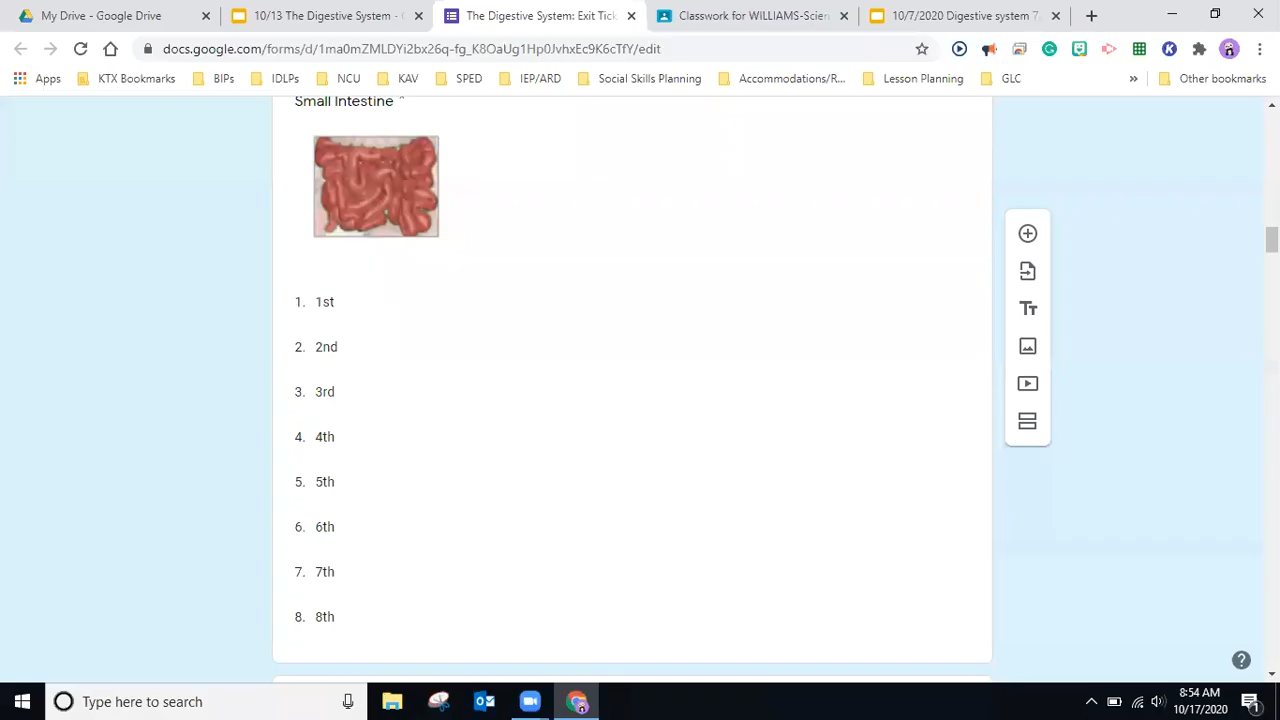 My Drive - Google Drive
10/13 The Digestive System
The Digestive System: Exit Tick
Classwork for WILLIAMS-Scien
10/7/2020 Digestive system 7
docs.google.com/forms/d/1ma0mZMLDYi2bx26q-fg_K8OaUg1Hp0JvhxEc9K6cTfY/edit
Apps
KTX Bookmarks
BIPs
IDLPs
NCU
KAV
SPED
IEP/ARD
Social Skills Planning
Accommodations/R...
Lesson Planning
GLC
»
Other bookmarks
Small Intestine *
1. 1st
2. 2nd
3. 3rd
4. 4th
5. 5th
6. 6th
7. 7th
8. 8th
Type here to search
8:54 AM
10/17/2020